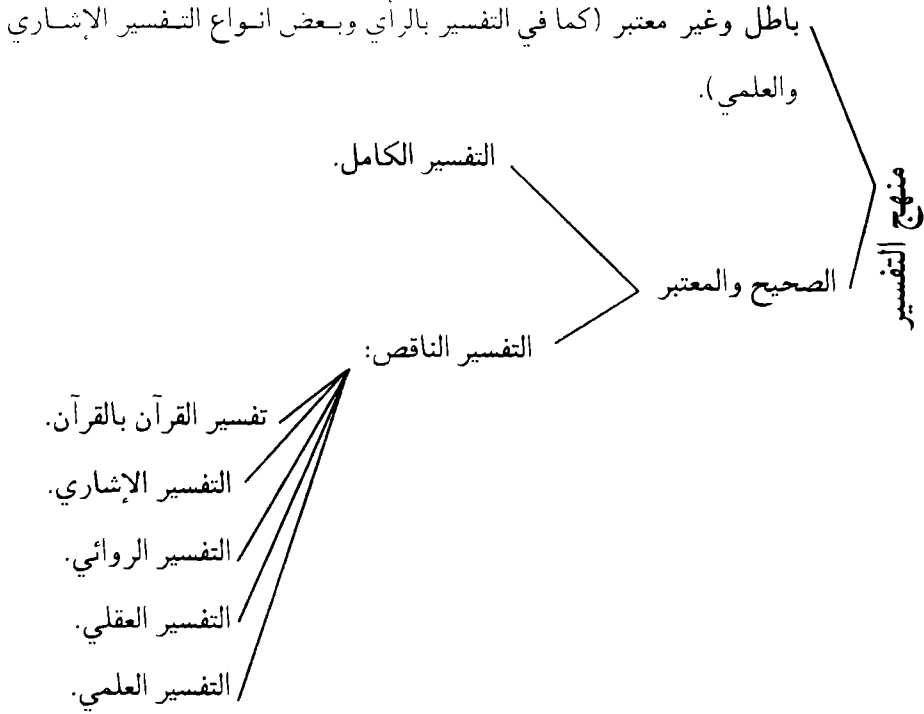 باطل وغير معتبر (كما في التفسير بالرأي وبعض انواع التفسير الإشاري
والعلمي).
التفسير الكامل.
منهج التفسير
الصحيح والمعتبر
التفسير الناقص:
تفسير القرآن بالقرآن.
التفسير الإشاري.
التفسير الروائي.
التفسير العقلي.
التفسير العلمي.